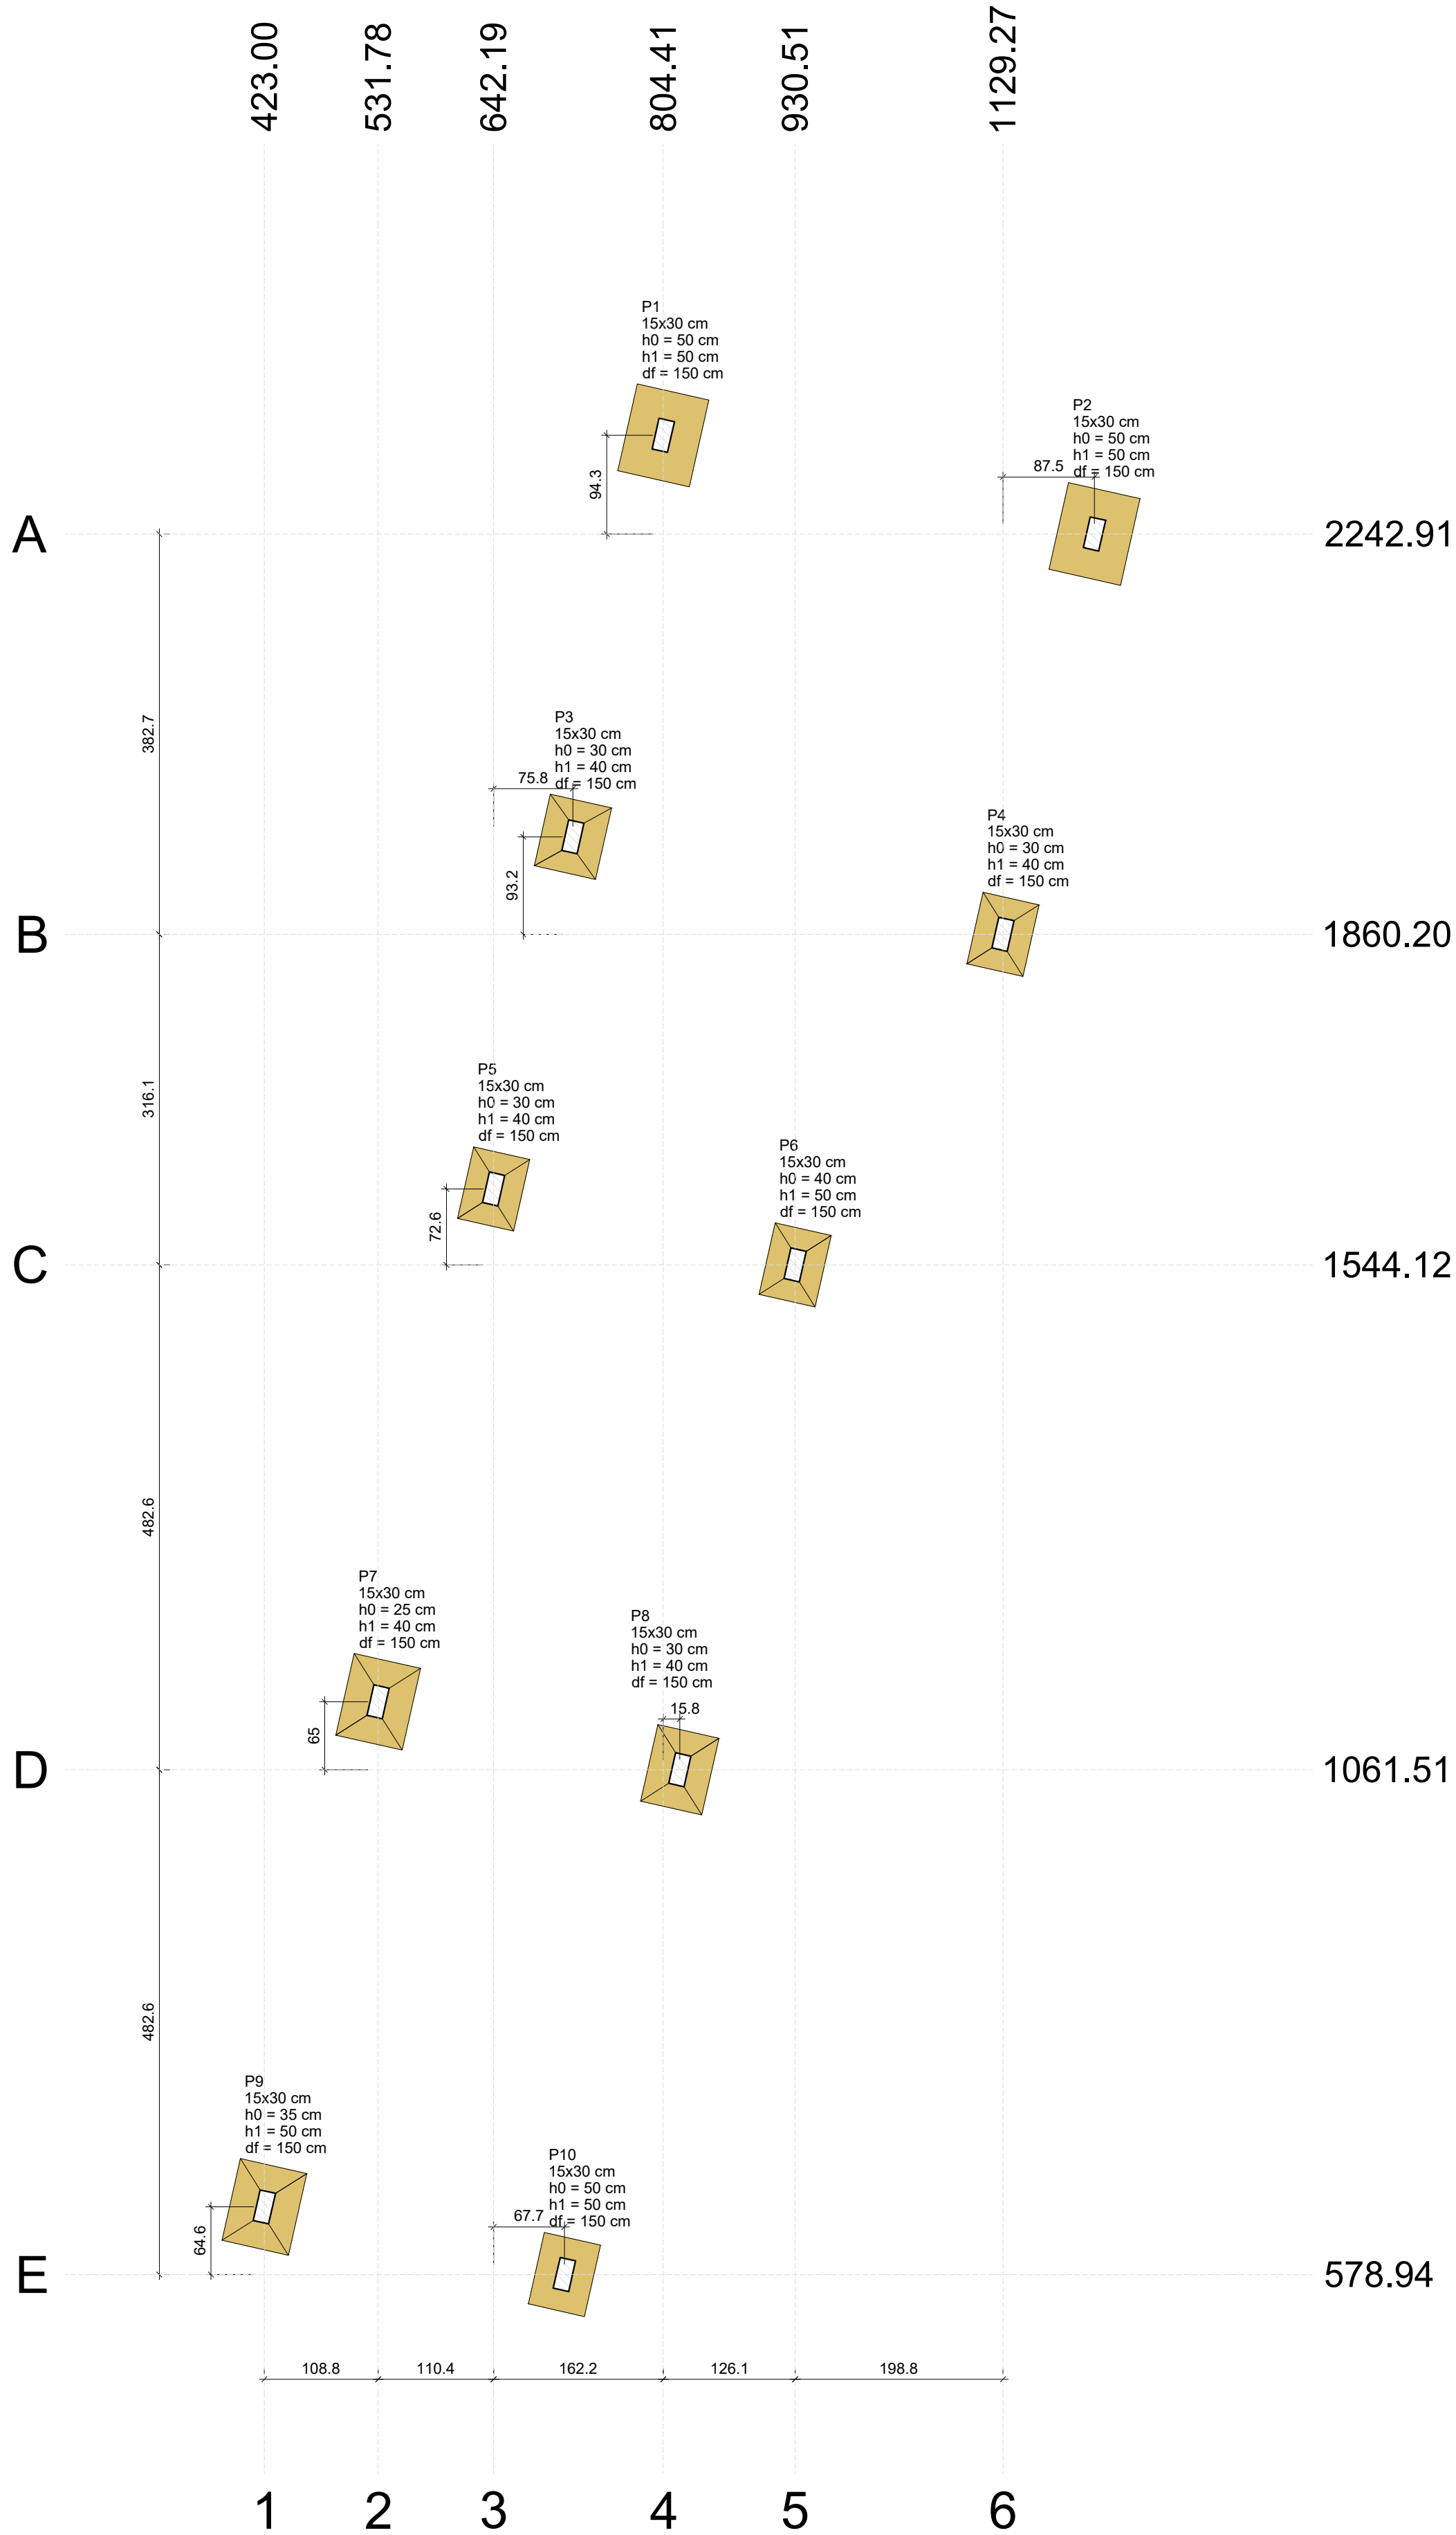 423.00
531.78
642.19
804.41
930.51
1129.27
P1
15x30 cm
h0 = 50 cm
h1 = 50 cm
df = 150 cm
94.3
P2
15x30 cm
h0 = 50 cm
h1 = 50 cm
df = 150 cm
87.5
A
2242.91
382.7
P3
15x30 cm
h0 = 30 cm
h1 = 40 cm
df = 150 cm
75.8
93.2
P4
15x30 cm
h0 = 30 cm
h1 = 40 cm
df = 150 cm
B
1860.20
316.1
P5
15x30 cm
h0 = 30 cm
h1 = 40 cm
df = 150 cm
72.6
P6
15x30 cm
h0 = 40 cm
h1 = 50 cm
df = 150 cm
C
1544.12
482.6
P7
15x30 cm
h0 = 25 cm
h1 = 40 cm
df = 150 cm
65
P8
15x30 cm
h0 = 30 cm
h1 = 40 cm
df = 150 cm
15.8
D
1061.51
482.6
P9
15x30 cm
h0 = 35 cm
h1 = 50 cm
df = 150 cm
64.6
P10
15x30 cm
h0 = 50 cm
h1 = 50 cm
df = 150 cm
67.7
E
578.94
108.8
110.4
162.2
126.1
198.8
1
2
3
4
5
6